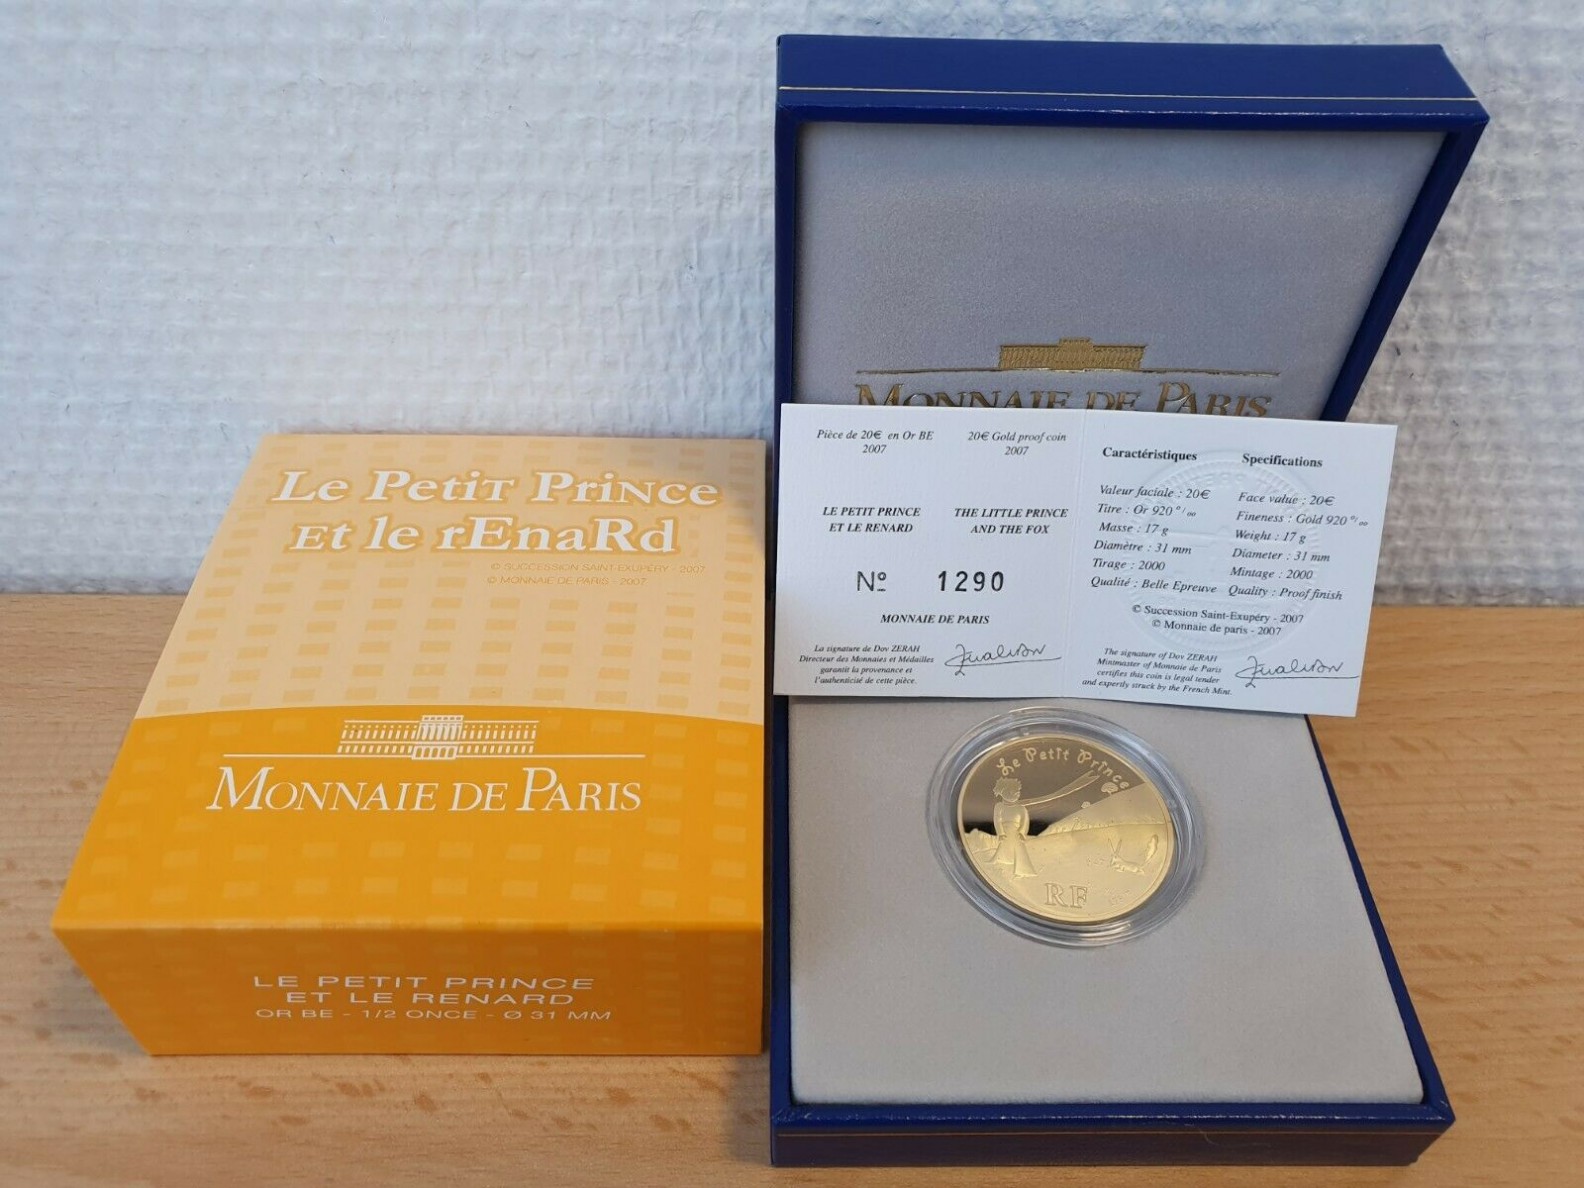 Le Petit Prince
Et le rEnaRd
© SUCCESSION SAINT-EXUPÉRY - 2007
© MONNAIE DE PARIS - 2007
MONNAIE DE PARIS
LE PETIT PRINCE
ET LE RENARD
OR BE - 1/2 ONCE - Ø 31 MM
MONNAIE DE PARIS
Pièce de 20€ en Or BE
2007
LE PETIT PRINCE
ET LE RENARD
20€ Gold proof coin
2007
THE LITTLE PRINCE
AND THE FOX
Nº 1290
MONNAIE DE PARIS
La signature de Dov ZERAH
Directeur des Monnaies et Médailles
garantit la provenance et
l'authenticité de cette pièce.
Caractéristiques
Valeur faciale : 20€
Titre : Or 920 °/oo
Masse : 17 g
Diamètre : 31 mm
Tirage : 2000
Qualité : Belle Epreuve
Specifications
Face value : 20€
Fineness : Gold 920 °/oo
Weight : 17 g
Diameter : 31 mm
Mintage : 2000
Quality : Proof finish
© Succession Saint-Exupéry - 2007
© Monnaie de paris - 2007
The signature of Dov ZERAH
Mintmaster of Monnaie de Paris
certifies this coin is legal tender
and expertly struck by the French Mint.
Le Petit Prince
RF